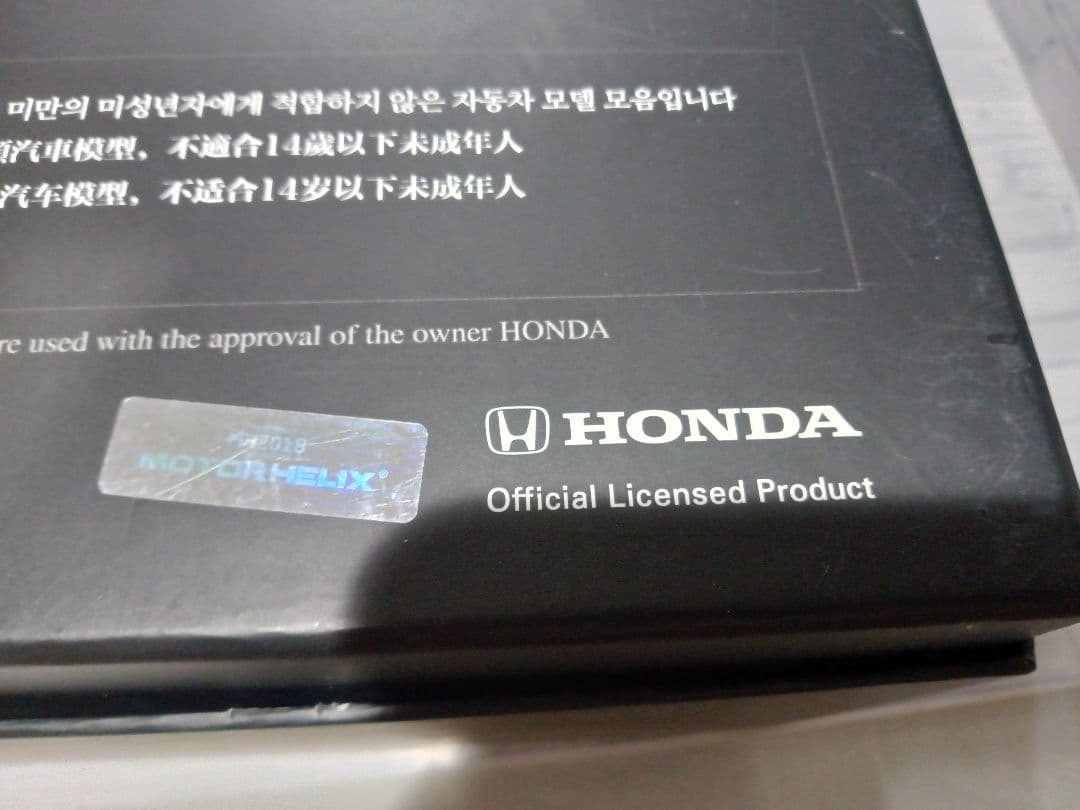 미만의 미성년자에게 적합하지 않은 자동차 모델 모음입니다
汽車模型，不適合14歲以下未成年人
汽车模型，不适合14岁以下未成年人
re used with the approval of the owner HONDA
MOTORHELIX®
HONDA
Official Licensed Product